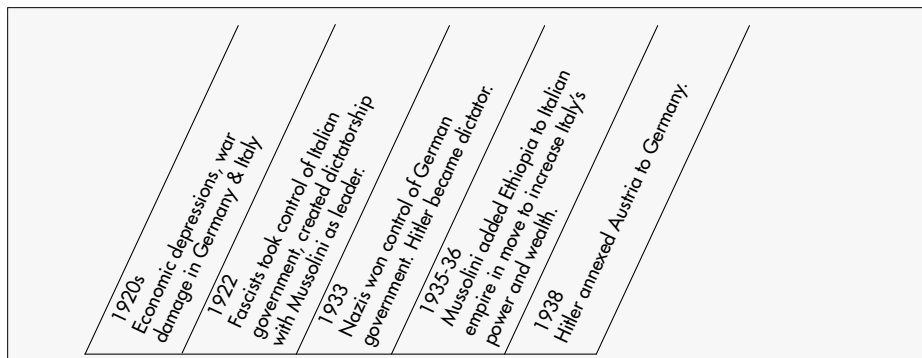 1920s
Economic depressions, war
damage in Germany & Italy
1922
Fascists took control of Italian
government, created dictatorship
with Mussolini as leader.
1933
Nazis won control of German
government. Hitler became dictator.
1935-36
Mussolini added Ethiopia to Italian
empire in move to increase Italy's
power and wealth.
1938
Hitler annexed Austria to Germany.